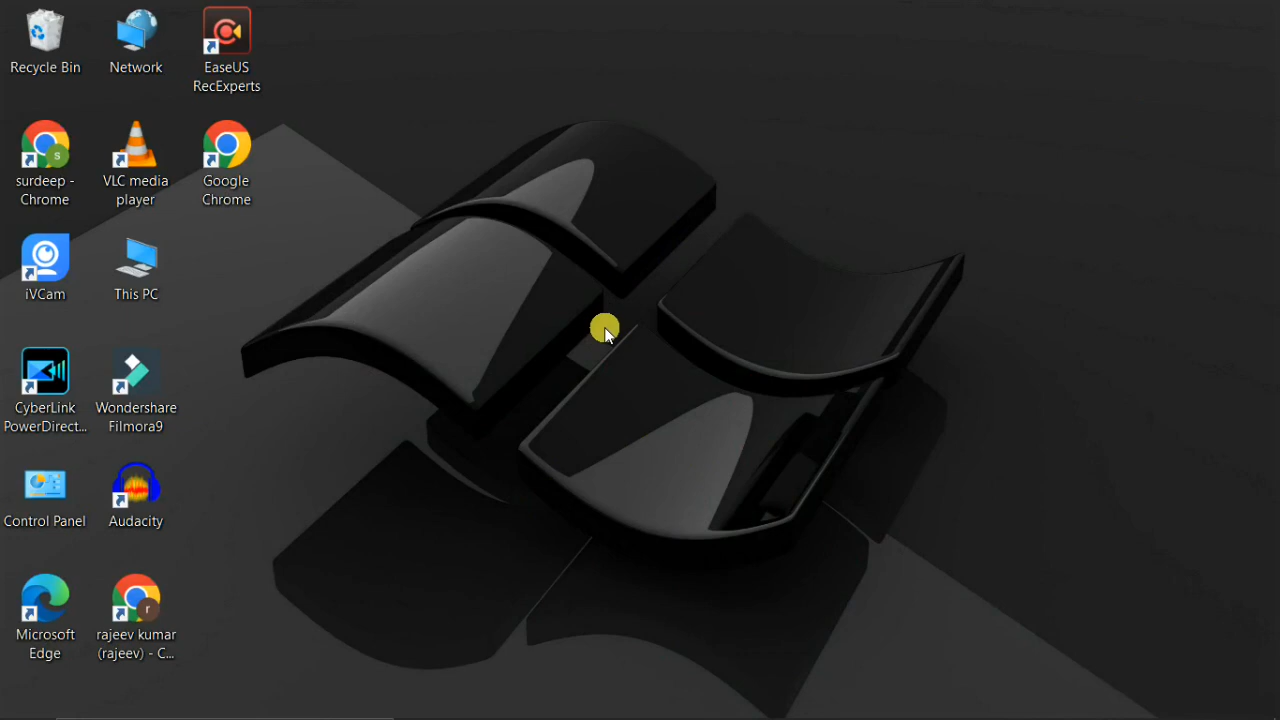 Recycle Bin
Network
EaseUS
RecExperts
surdeep -
Chrome
VLC media
player
Google
Chrome
iVCam
This PC
CyberLink
PowerDirect...
Wondershare
Filmora9
Control Panel
Audacity
Microsoft
Edge
rajeev kumar
(rajeev) - C...